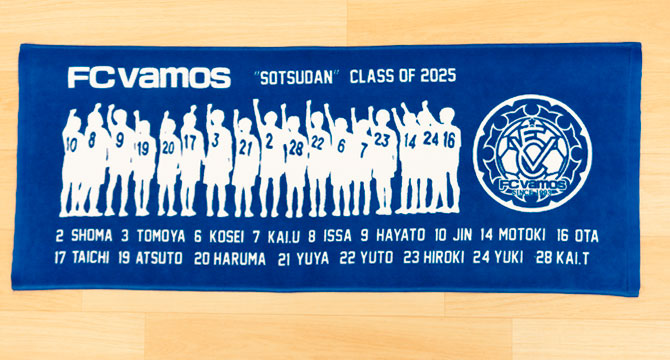 FC vamos "SOTSUDAN" CLASS OF 2025
10 8 9 19 20 17 3 21 2 28 22 6 7 23 14 24 16
FC vamos
SINCE 1995
2 SHOMA 3 TOMOYA 6 KOSEI 7 KAI.U 8 ISSA 9 HAYATO 10 JIN 14 MOTOKI 16 OTA
17 TAICHI 19 ATSUTO 20 HARUMA 21 YUYA 22 YUTO 23 HIROKI 24 YUKI 28 KAI.T